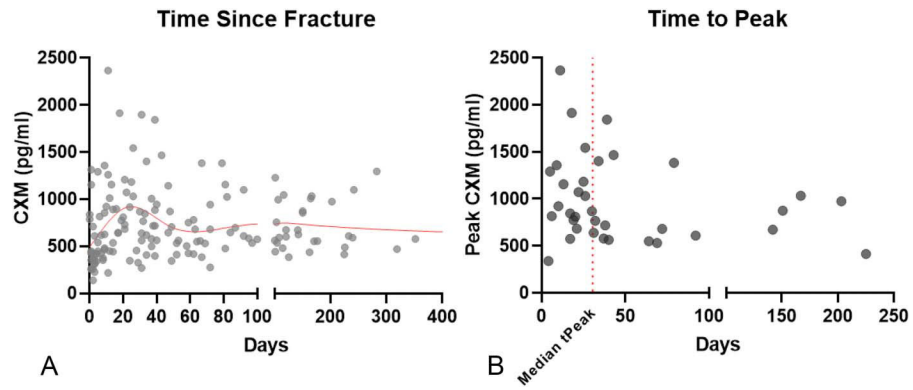 Time Since Fracture
CXM (pg/ml)
2500
2000
1500
1000
500
0
0 20 40 60 80 100 200 300 400
Days
A
Time to Peak
Peak CXM (pg/ml)
2500
2000
1500
1000
500
0
0 50 100 150 200 250
Median tPeak
Days
B